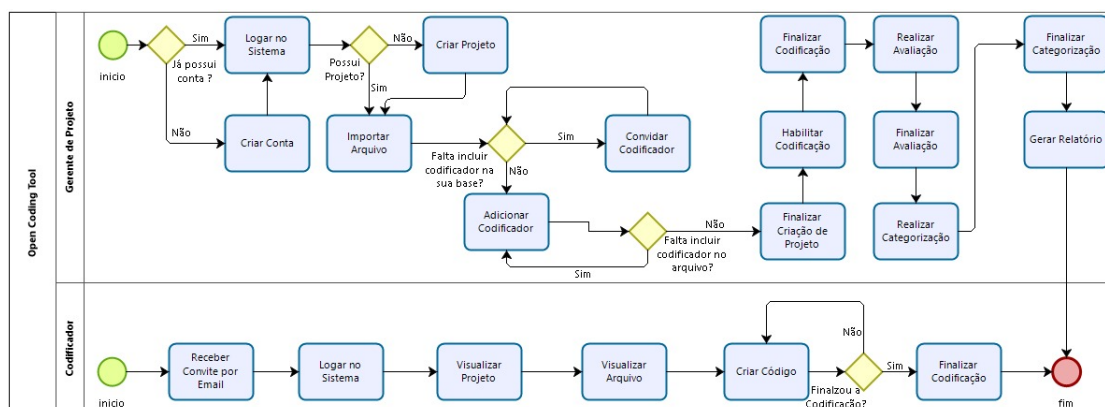 Open Coding Tool
Gerente de Projeto
inicio
Já possui
conta ?
Sim
Não
Logar no
Sistema
Criar Conta
Possui
Projeto?
Não
Sim
Criar Projeto
Importar
Arquivo
Falta incluir
codificador na
sua base?
Sim
Não
Convidar
Codificador
Adicionar
Codificador
Falta incluir
codificador no
arquivo?
Sim
Não
Finalizar
Criação de
Projeto
Habilitar
Codificação
Finalizar
Codificação
Realizar
Avaliação
Finalizar
Avaliação
Realizar
Categorização
Finalizar
Categorização
Gerar Relatório
Codificador
inicio
Receber
Convite por
Email
Logar no
Sistema
Visualizar
Projeto
Visualizar
Arquivo
Criar Código
Finalzou a
Codificação?
Não
Sim
Finalizar
Codificação
fim